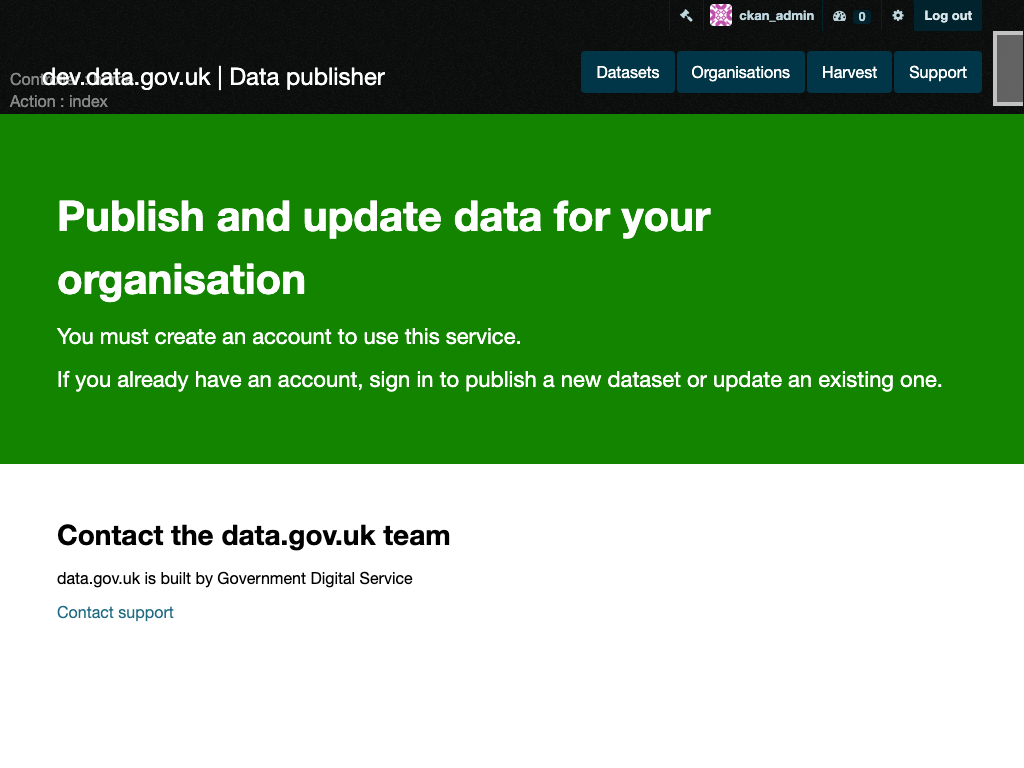 ckan_admin
0
Log out
dev.data.gov.uk | Data publisher
Datasets
Organisations
Harvest
Support
Action : index
Publish and update data for your
organisation
You must create an account to use this service.
If you already have an account, sign in to publish a new dataset or update an existing one.
Contact the data.gov.uk team
data.gov.uk is built by Government Digital Service
Contact support